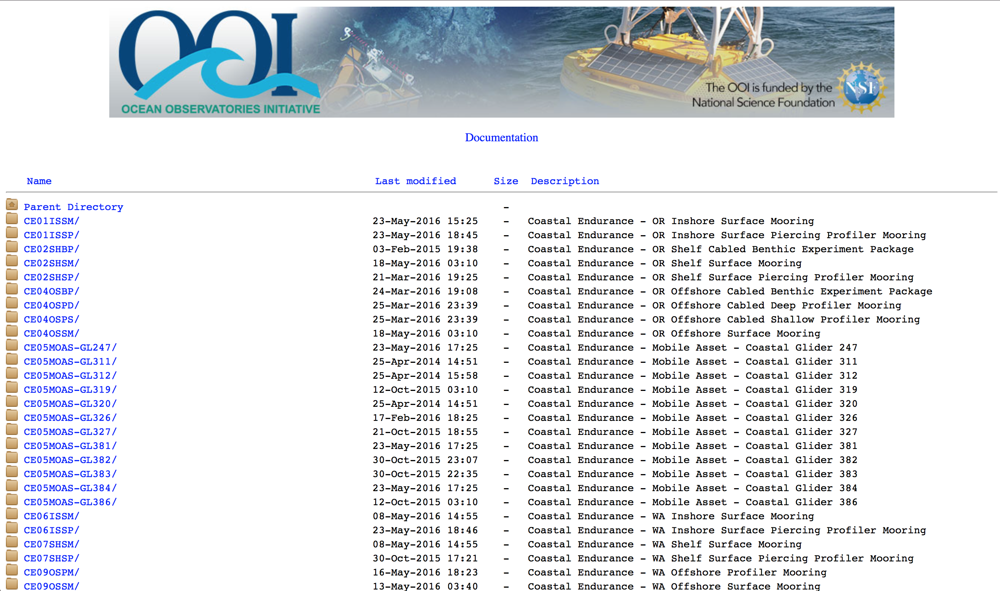 OOI
OCEAN OBSERVATORIES INITIATIVE
The OOI is funded by the
National Science Foundation
NSF
Documentation
Name Last modified Size Description
Parent Directory -
CE01ISSM/ 23-May-2016 15:25 - Coastal Endurance - OR Inshore Surface Mooring
CE01ISSP/ 23-May-2016 18:45 - Coastal Endurance - OR Inshore Surface Piercing Profiler Mooring
CE02SHBP/ 03-Feb-2015 19:38 - Coastal Endurance - OR Shelf Cabled Benthic Experiment Package
CE02SHSM/ 18-May-2016 03:10 - Coastal Endurance - OR Shelf Surface Mooring
CE02SHSP/ 21-Mar-2016 19:25 - Coastal Endurance - OR Shelf Surface Piercing Profiler Mooring
CE04OSBP/ 24-Mar-2016 19:08 - Coastal Endurance - OR Offshore Cabled Benthic Experiment Package
CE04OSPD/ 25-Mar-2016 23:39 - Coastal Endurance - OR Offshore Cabled Deep Profiler Mooring
CE04OSPS/ 25-Mar-2016 23:39 - Coastal Endurance - OR Offshore Cabled Shallow Profiler Mooring
CE04OSSM/ 18-May-2016 03:10 - Coastal Endurance - OR Offshore Surface Mooring
CE05MOAS-GL247/ 23-May-2016 17:25 - Coastal Endurance - Mobile Asset - Coastal Glider 247
CE05MOAS-GL311/ 25-Apr-2014 14:51 - Coastal Endurance - Mobile Asset - Coastal Glider 311
CE05MOAS-GL312/ 25-Apr-2014 15:58 - Coastal Endurance - Mobile Asset - Coastal Glider 312
CE05MOAS-GL319/ 12-Oct-2015 03:10 - Coastal Endurance - Mobile Asset - Coastal Glider 319
CE05MOAS-GL320/ 25-Apr-2014 14:51 - Coastal Endurance - Mobile Asset - Coastal Glider 320
CE05MOAS-GL326/ 17-Feb-2016 18:25 - Coastal Endurance - Mobile Asset - Coastal Glider 326
CE05MOAS-GL327/ 21-Oct-2015 18:55 - Coastal Endurance - Mobile Asset - Coastal Glider 327
CE05MOAS-GL381/ 23-May-2016 17:25 - Coastal Endurance - Mobile Asset - Coastal Glider 381
CE05MOAS-GL382/ 30-Oct-2015 23:07 - Coastal Endurance - Mobile Asset - Coastal Glider 382
CE05MOAS-GL383/ 30-Oct-2015 22:35 - Coastal Endurance - Mobile Asset - Coastal Glider 383
CE05MOAS-GL384/ 23-May-2016 17:25 - Coastal Endurance - Mobile Asset - Coastal Glider 384
CE05MOAS-GL386/ 12-Oct-2015 03:10 - Coastal Endurance - Mobile Asset - Coastal Glider 386
CE06ISSM/ 08-May-2016 14:55 - Coastal Endurance - WA Inshore Surface Mooring
CE06ISSP/ 23-May-2016 18:46 - Coastal Endurance - WA Inshore Surface Piercing Profiler Mooring
CE07SHSM/ 08-May-2016 14:55 - Coastal Endurance - WA Shelf Surface Mooring
CE07SHSP/ 30-Oct-2015 17:21 - Coastal Endurance - WA Shelf Surface Piercing Profiler Mooring
CE09OSPM/ 16-May-2016 18:23 - Coastal Endurance - WA Offshore Profiler Mooring
CE09OSSM/ 13-May-2016 03:40 - Coastal Endurance - WA Offshore Surface Mooring